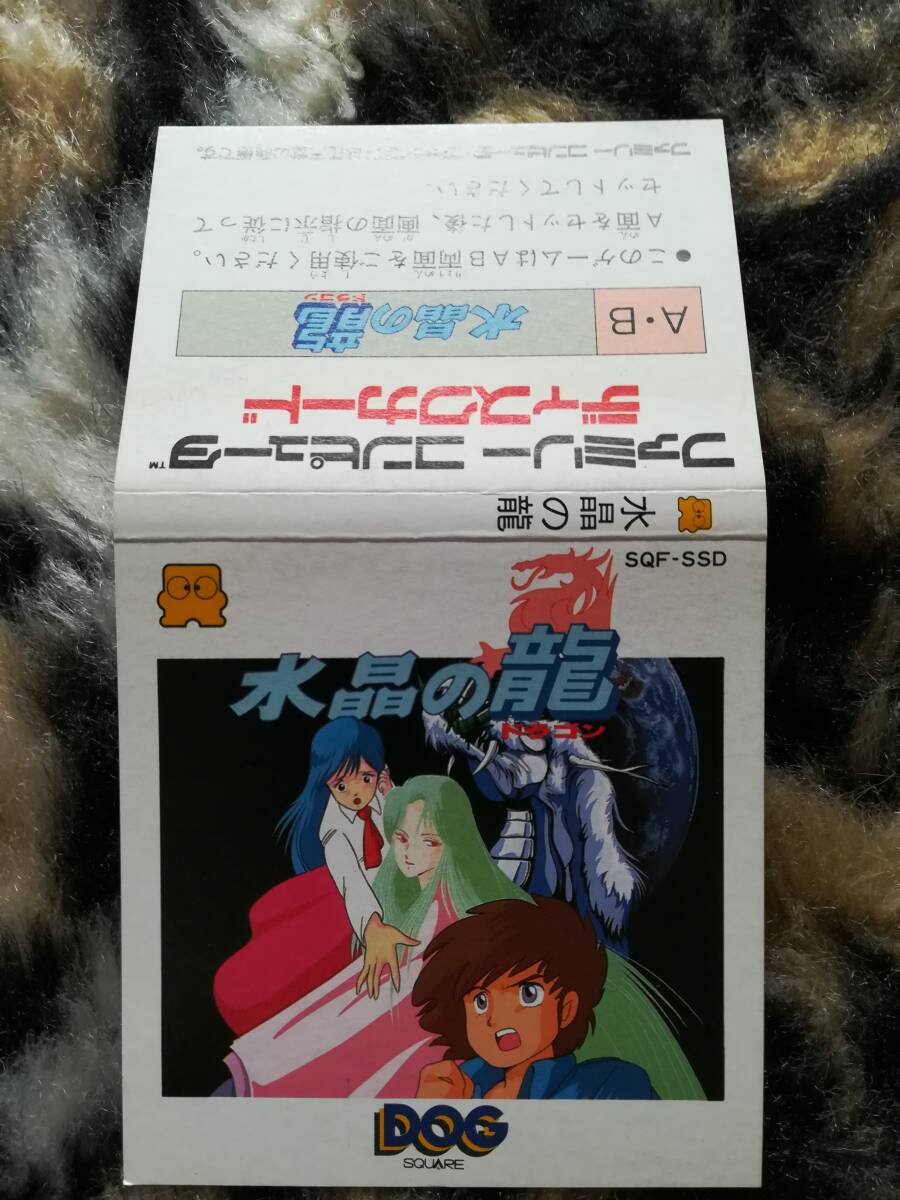 ファミリー コンピュータ™
ディスクカード
A・B
水晶の龍
ドラゴン
●このゲームはAB両面をご使用ください。
A面をセットした後、画面の指示に従って
セットしてください。
水晶の龍
SQF-SSD
水晶の龍
ドラゴン
DOG
SQUARE